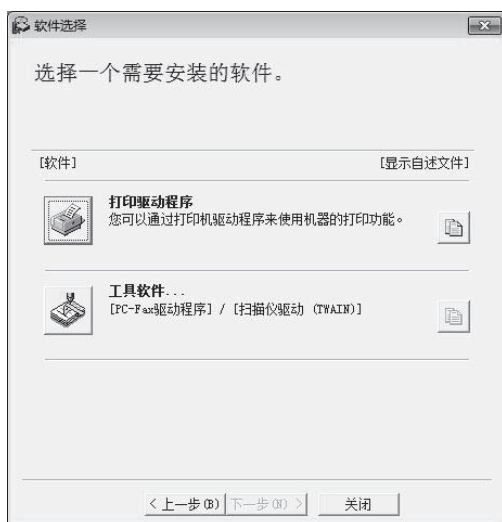 软件选择
选择一个需要安装的软件。
[软件] [显示自述文件]
打印驱动程序
您可以通过打印机驱动程序来使用机器的打印功能。
工具软件...
[PC-Fax驱动程序] / [扫描仪驱动 (TWAIN)]
< 上一步(B) 下一步(N) > 关闭